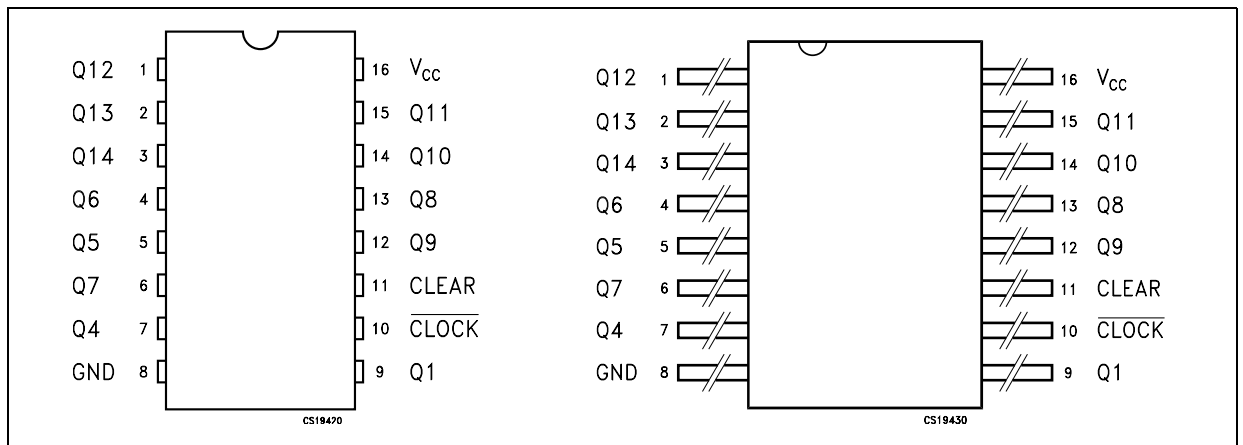 Q12 1 16 VCC
Q13 2 15 Q11
Q14 3 14 Q10
Q6 4 13 Q8
Q5 5 12 Q9
Q7 6 11 CLEAR
Q4 7 10 C̅L̅O̅C̅K̅
GND 8 9 Q1
CS19420
Q12 1 16 VCC
Q13 2 15 Q11
Q14 3 14 Q10
Q6 4 13 Q8
Q5 5 12 Q9
Q7 6 11 CLEAR
Q4 7 10 C̅L̅O̅C̅K̅
GND 8 9 Q1
CS19430